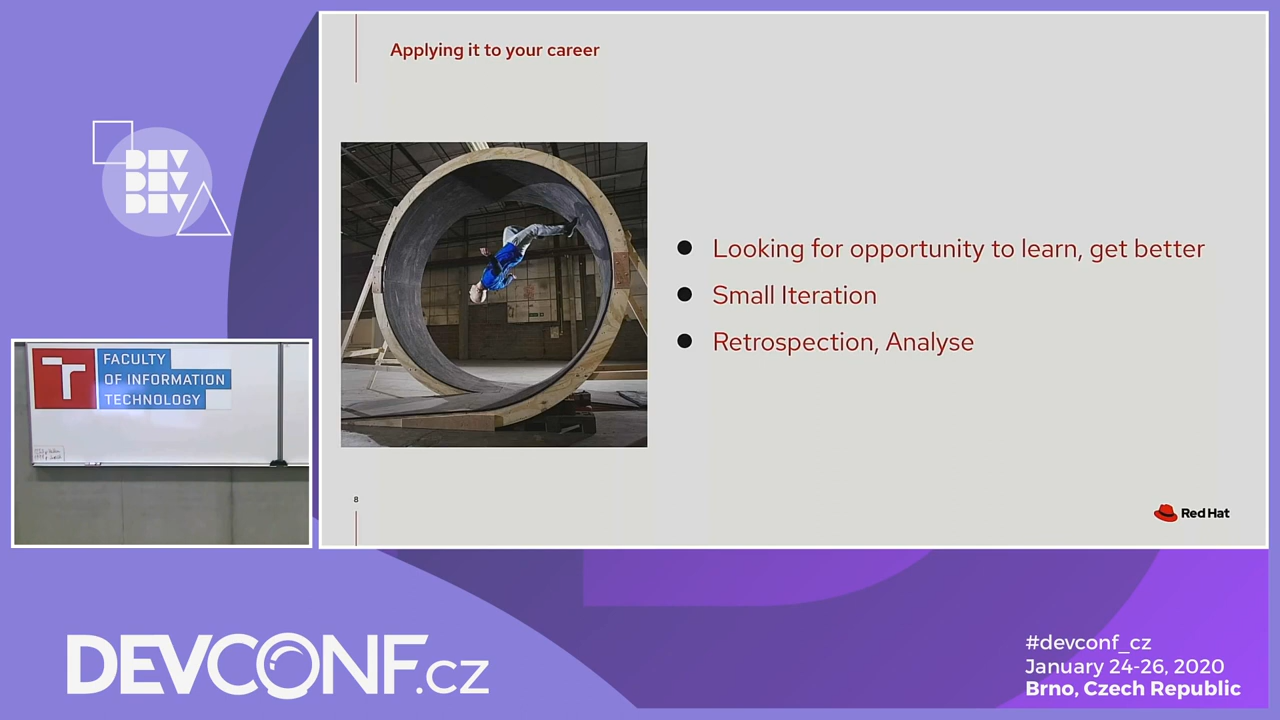 DEV
DEV
DEV
Applying it to your career
Looking for opportunity to learn, get better
Small Iteration
Retrospection, Analyse
8
Red Hat
FACULTY
OF INFORMATION
TECHNOLOGY
DEVCONF.CZ
#devconf_cz
January 24-26, 2020
Brno, Czech Republic